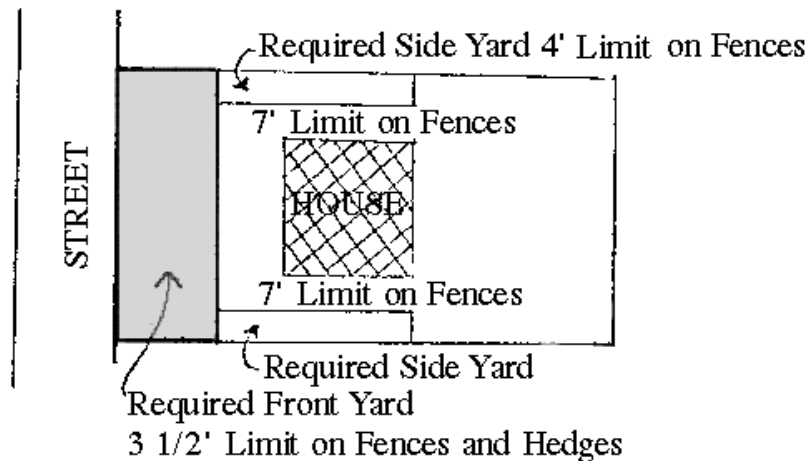 Required Side Yard 4' Limit on Fences
7' Limit on Fences
STREET
HOUSE
7' Limit on Fences
Required Side Yard
Required Front Yard
3 1/2' Limit on Fences and Hedges